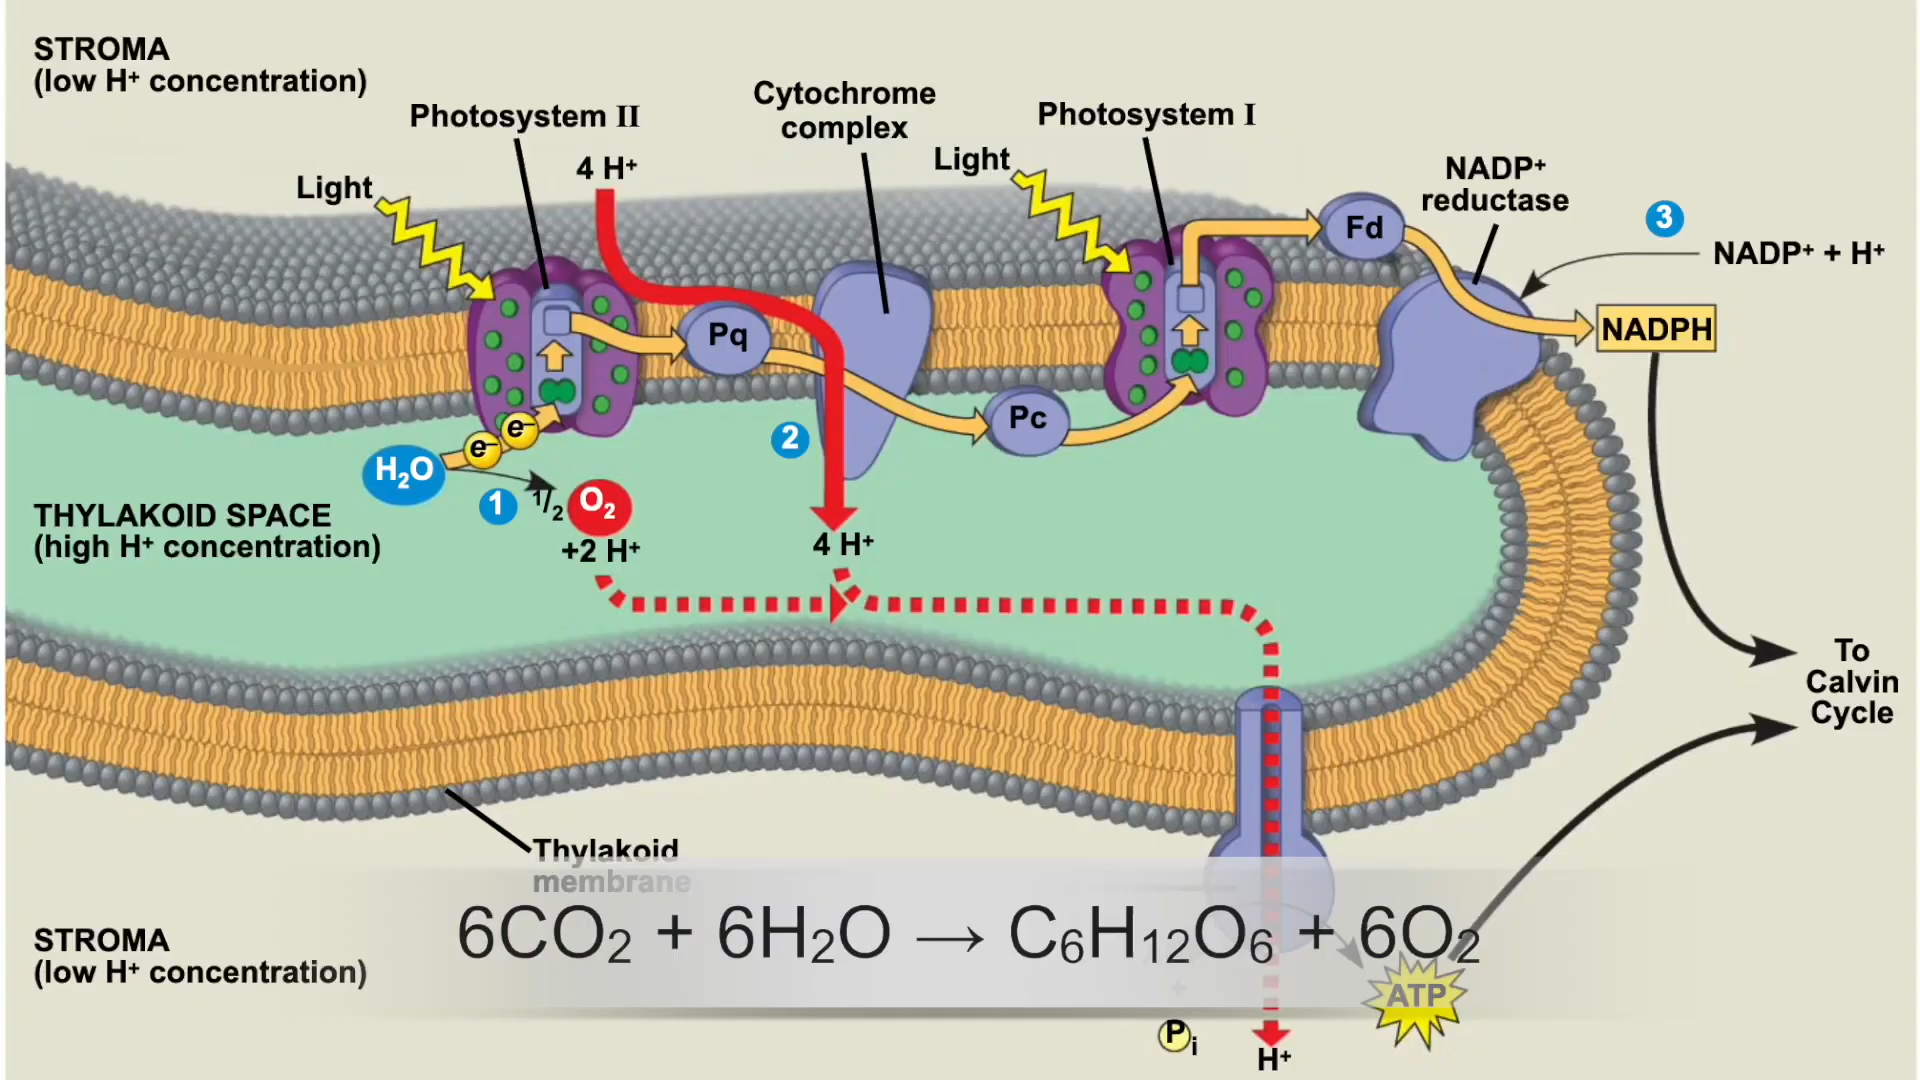 STROMA
(low H⁺ concentration)
Photosystem II
4 H⁺
Cytochrome
complex
Photosystem I
Light
Light
NADP⁺
reductase
3
NADP⁺ + H⁺
Fd
NADPH
Pq
Pc
2
e⁻
e⁻
H₂O
1
1/2
O₂
+2 H⁺
4 H⁺
THYLAKOID SPACE
(high H⁺ concentration)
To
Calvin
Cycle
Thylakoid
membrane
6CO₂ + 6H₂O → C₆H₁₂O₆ + 6O₂
STROMA
(low H⁺ concentration)
+
ATP
Pi
H⁺